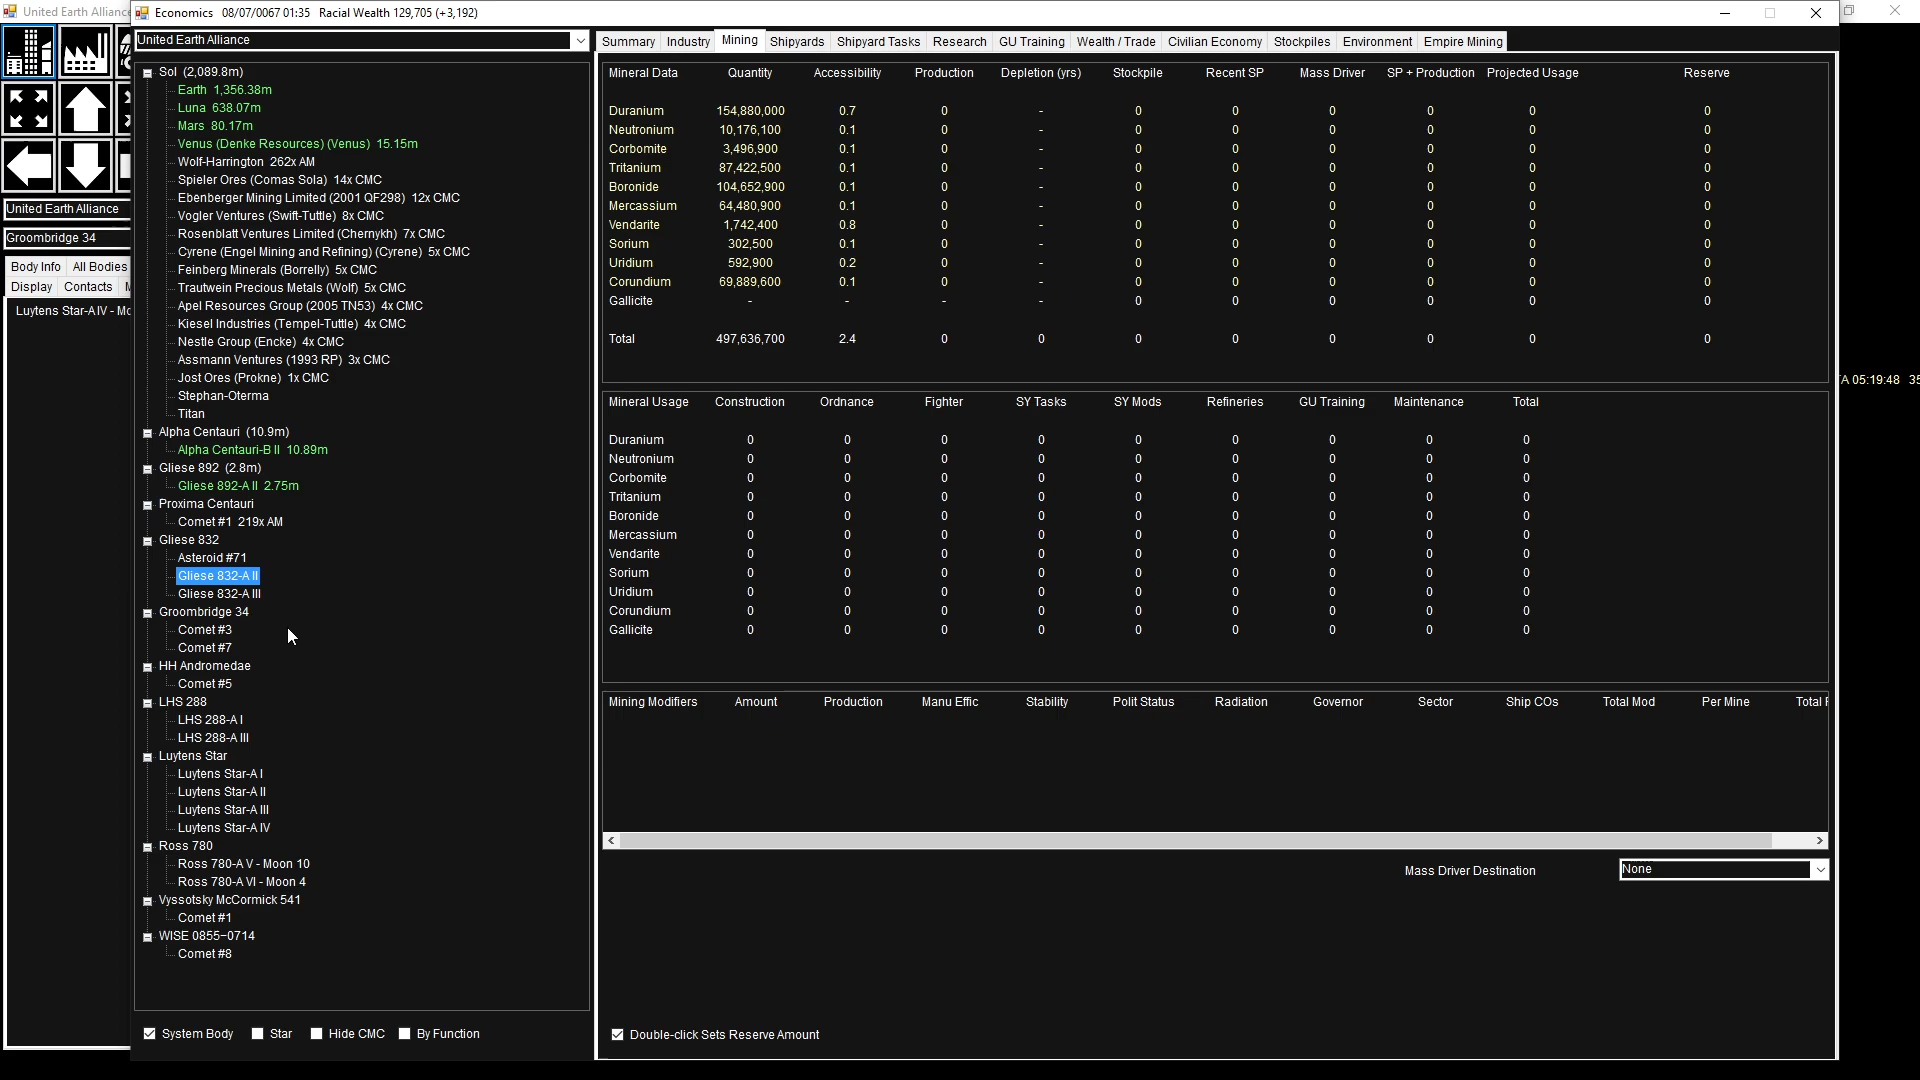 United Earth Alliance
Economics 08/07/0067 01:35 Racial Wealth 129,705 (+3,192)
United Earth Alliance
Summary Industry Mining Shipyards Shipyard Tasks Research GU Training Wealth / Trade Civilian Economy Stockpiles Environment Empire Mining
United Earth Alliance
Groombridge 34
Body Info All Bodies
Display Contacts
Luytens Star-A IV - Mo
Sol (2,089.8m)
Earth 1,356.38m
Luna 638.07m
Mars 80.17m
Venus (Denke Resources) (Venus) 15.15m
Wolf-Harrington 262x AM
Spieler Ores (Comas Sola) 14x CMC
Ebenberger Mining Limited (2001 QF298) 12x CMC
Vogler Ventures (Swift-Tuttle) 8x CMC
Rosenblatt Ventures Limited (Chernykh) 7x CMC
Cyrene (Engel Mining and Refining) (Cyrene) 5x CMC
Feinberg Minerals (Borrelly) 5x CMC
Trautwein Precious Metals (Wolf) 5x CMC
Apel Resources Group (2005 TN53) 4x CMC
Kiesel Industries (Tempel-Tuttle) 4x CMC
Nestle Group (Encke) 4x CMC
Assmann Ventures (1993 RP) 3x CMC
Jost Ores (Prokne) 1x CMC
Stephan-Oterma
Titan
Alpha Centauri (10.9m)
Alpha Centauri-B II 10.89m
Gliese 892 (2.8m)
Gliese 892-A II 2.75m
Proxima Centauri
Comet #1 219x AM
Gliese 832
Asteroid #71
Gliese 832-A II
Gliese 832-A III
Groombridge 34
Comet #3
Comet #7
HH Andromedae
Comet #5
LHS 288
LHS 288-A I
LHS 288-A III
Luytens Star
Luytens Star-A I
Luytens Star-A II
Luytens Star-A III
Luytens Star-A IV
Ross 780
Ross 780-A V - Moon 10
Ross 780-A VI - Moon 4
Vyssotsky McCormick 541
Comet #1
WISE 0855-0714
Comet #8
System Body Star Hide CMC By Function
Mineral Data Quantity Accessibility Production Depletion (yrs) Stockpile Recent SP Mass Driver SP + Production Projected Usage Reserve
Duranium 154,880,000 0.7 0 - 0 0 0 0 0 0
Neutronium 10,176,100 0.1 0 - 0 0 0 0 0 0
Corbomite 3,496,900 0.1 0 - 0 0 0 0 0 0
Tritanium 87,422,500 0.1 0 - 0 0 0 0 0 0
Boronide 104,652,900 0.1 0 - 0 0 0 0 0 0
Mercassium 64,480,900 0.1 0 - 0 0 0 0 0 0
Vendarite 1,742,400 0.8 0 - 0 0 0 0 0 0
Sorium 302,500 0.1 0 - 0 0 0 0 0 0
Uridium 592,900 0.2 0 - 0 0 0 0 0 0
Corundium 69,889,600 0.1 0 - 0 0 0 0 0 0
Gallicite - - - - 0 0 0 0 0 0
Total 497,636,700 2.4 0 0 0 0 0 0 0 0
Mineral Usage Construction Ordnance Fighter SY Tasks SY Mods Refineries GU Training Maintenance Total
Duranium 0 0 0 0 0 0 0 0 0
Neutronium 0 0 0 0 0 0 0 0 0
Corbomite 0 0 0 0 0 0 0 0 0
Tritanium 0 0 0 0 0 0 0 0 0
Boronide 0 0 0 0 0 0 0 0 0
Mercassium 0 0 0 0 0 0 0 0 0
Vendarite 0 0 0 0 0 0 0 0 0
Sorium 0 0 0 0 0 0 0 0 0
Uridium 0 0 0 0 0 0 0 0 0
Corundium 0 0 0 0 0 0 0 0 0
Gallicite 0 0 0 0 0 0 0 0 0
Mining Modifiers Amount Production Manu Effic Stability Polit Status Radiation Governor Sector Ship COs Total Mod Per Mine Total
Mass Driver Destination None
Double-click Sets Reserve Amount
05:19:48 35